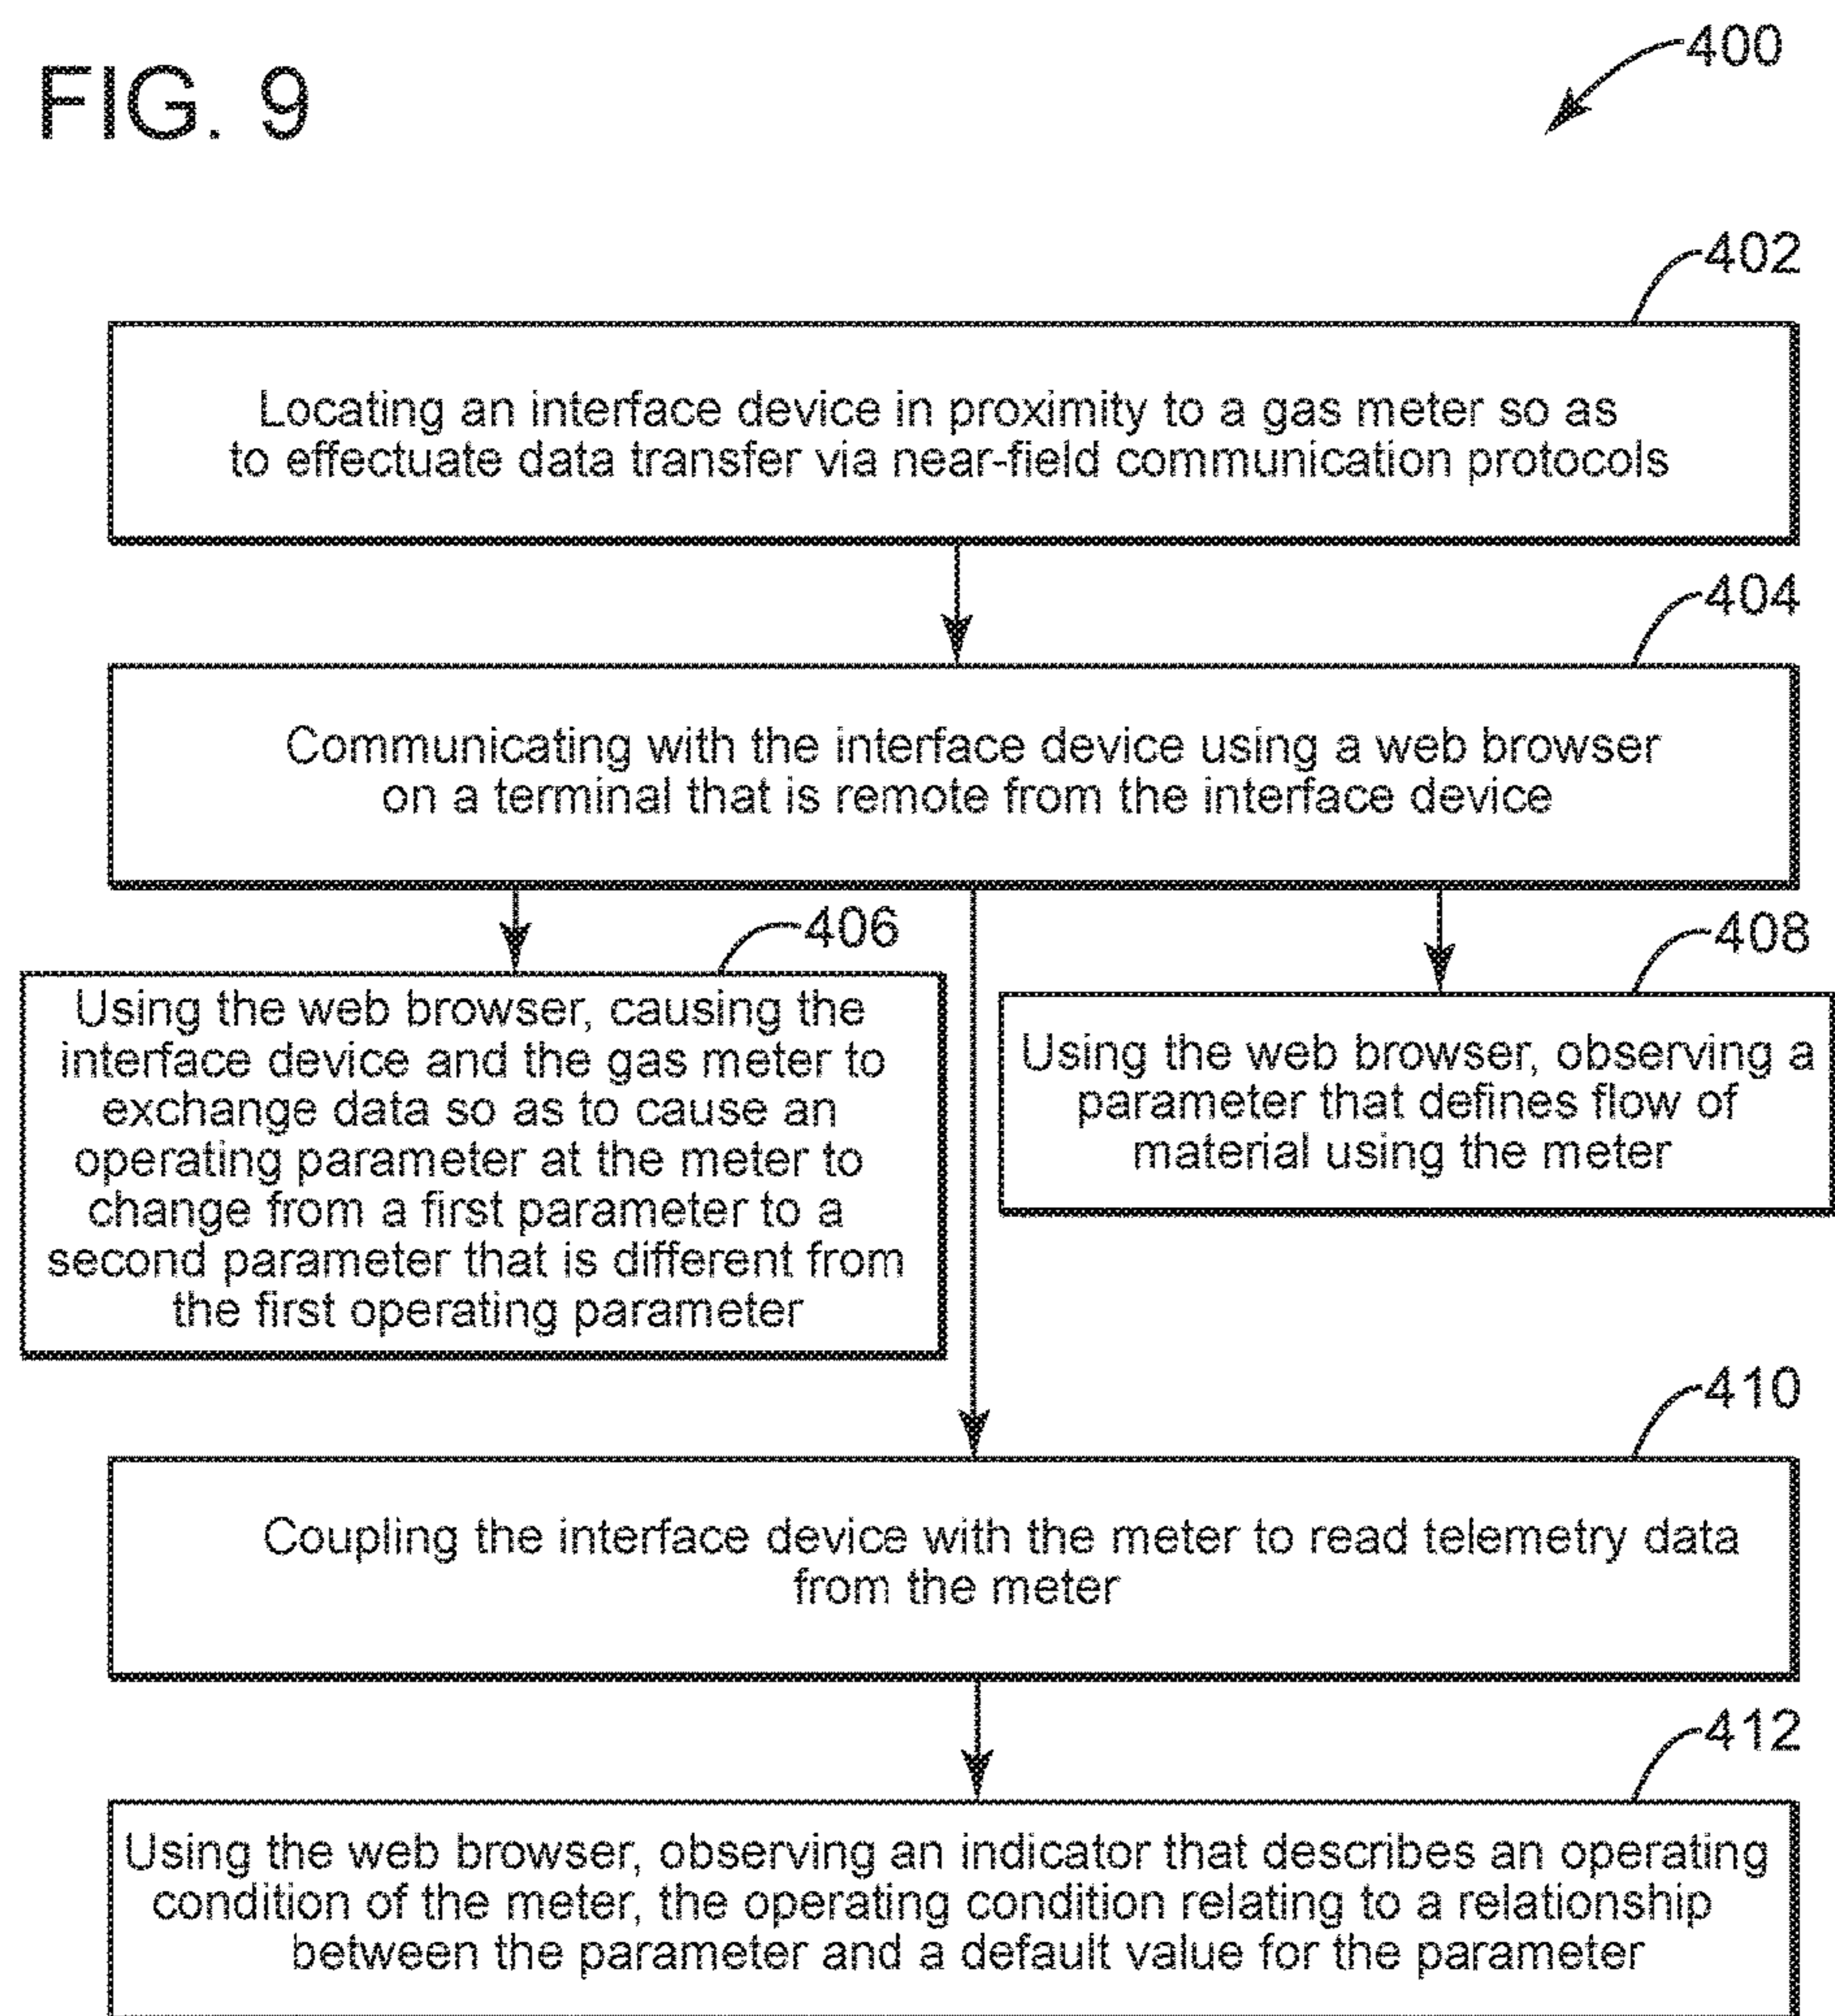 FIG. 9
400
402
Locating an interface device in proximity to a gas meter so as
to effectuate data transfer via near-field communication protocols
404
Communicating with the interface device using a web browser
on a terminal that is remote from the interface device
406
Using the web browser, causing the
interface device and the gas meter to
exchange data so as to cause an
operating parameter at the meter to
change from a first parameter to a
second parameter that is different from
the first operating parameter
408
Using the web browser, observing a
parameter that defines flow of
material using the meter
410
Coupling the interface device with the meter to read telemetry data
from the meter
412
Using the web browser, observing an indicator that describes an operating
condition of the meter, the operating condition relating to a relationship
between the parameter and a default value for the parameter